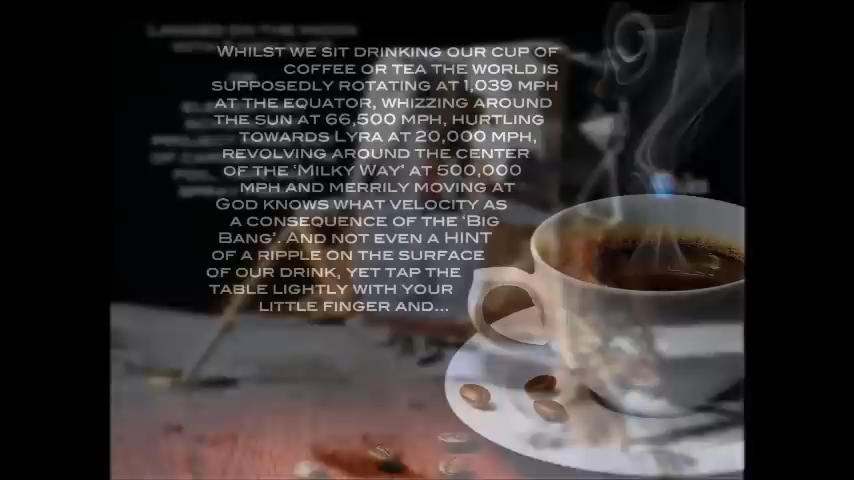 Whilst we sit drinking our cup of
coffee or tea the world is
supposedly rotating at 1,039 mph
at the equator, whizzing around
the sun at 66,500 mph, hurtling
towards Lyra at 20,000 mph,
revolving around the center
of the 'Milky Way' at 500,000
mph and merrily moving at
God knows what velocity as
a consequence of the 'Big
Bang'. And not even a hint
of a ripple on the surface
of our drink, yet tap the
table lightly with your
little finger and...